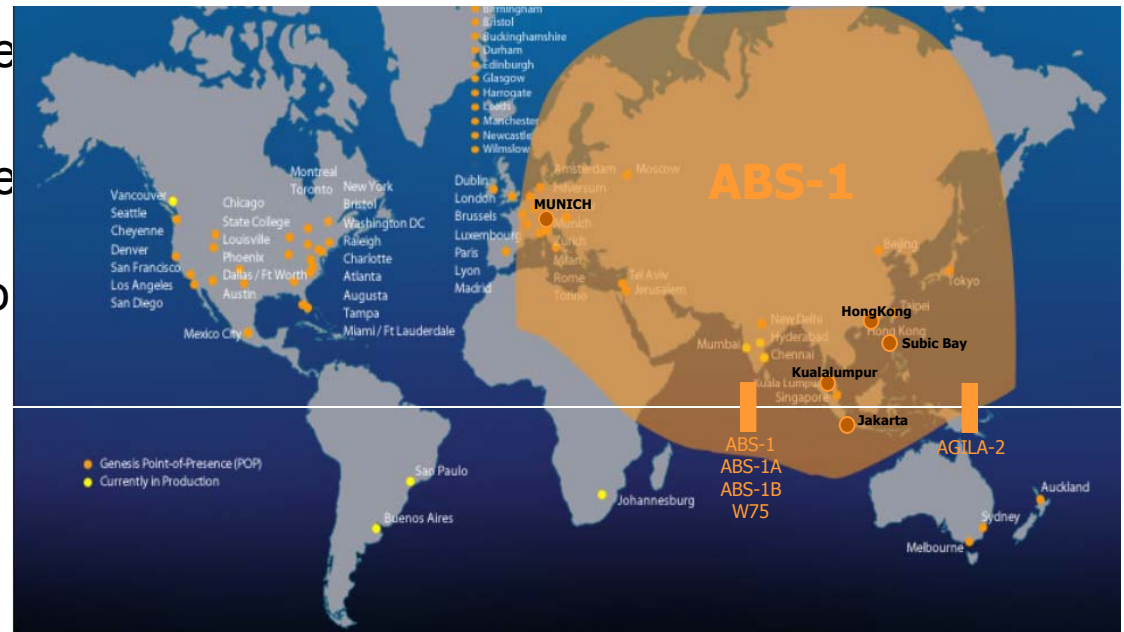 Birmingham
Bristol
Buckinghamshire
Durham
Edinburgh
Glasgow
Harrogate
Leeds
Manchester
Newcastle
Wilmslow
Vancouver
Seattle
Cheyenne
Denver
San Francisco
Los Angeles
San Diego
Mexico City
Chicago
State College
Louisville
Phoenix
Dallas / Ft Worth
Austin
Montreal
Toronto
New York
Bristol
Washington DC
Raleigh
Charlotte
Atlanta
Augusta
Tampa
Miami / Ft Lauderdale
Dublin
London
Brussels
Luxembourg
Paris
Lyon
Madrid
Amsterdam
Moscow
Hilversum
MUNICH
Munich
Zurich
Milan
Rome
Torino
Tel Aviv
Jerusalem
ABS-1
Beijing
Tokyo
Taipei
HongKong
Hong Kong
Subic Bay
New Delhi
Hyderabad
Mumbai
Chennai
Kualalumpur
Kuala Lumpur
Singapore
Jakarta
ABS-1
ABS-1A
ABS-1B
W75
AGILA-2
Genesis Point-of-Presence (POP)
Currently in Production
Sao Paulo
Buenos Aires
Johannesburg
Auckland
Sydney
Melbourne